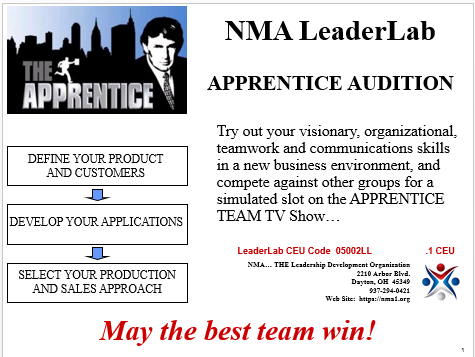 THE
APPRENTICE
NMA LeaderLab
APPRENTICE AUDITION
Try out your visionary, organizational,
teamwork and communications skills
in a new business environment, and
compete against other groups for a
simulated slot on the APPRENTICE
TEAM TV Show…
DEFINE YOUR PRODUCT
AND CUSTOMERS
DEVELOP YOUR APPLICATIONS
SELECT YOUR PRODUCTION
AND SALES APPROACH
LeaderLab CEU Code 05002LL .1 CEU
NMA… THE Leadership Development Organization
2210 Arbor Blvd.
Dayton, OH 45349
937-294-0421
Web Site: https://nma1.org
May the best team win!
1